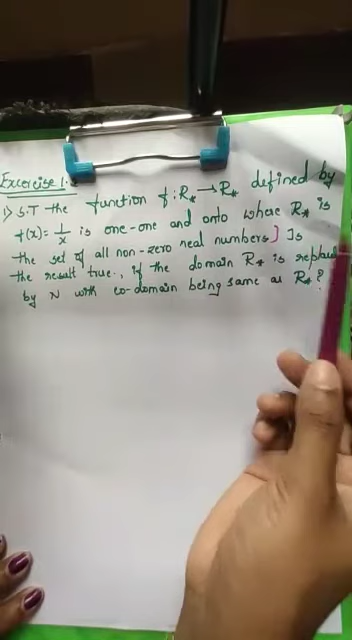 Excercise 1.
1) S.T the function f: R* → R* defined by
f(x) = 1/x is one-one and onto where R* is
the set of all non-zero real numbers] Is
the result true., if the domain R* is replaced
by N with co-domain being same as R*?